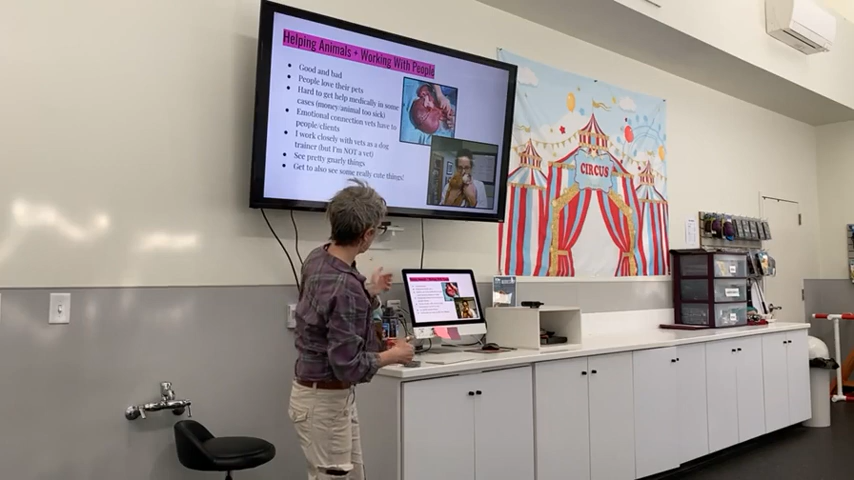 Helping Animals + Working With People
Good and bad
People love their pets
Hard to get help medically in some
cases (money/animal too sick)
Emotional connection vets have to
people/clients
I work closely with vets as a dog
trainer (but I'm NOT a vet)
See pretty gnarly things
Get to also see some really cute things!
CIRCUS